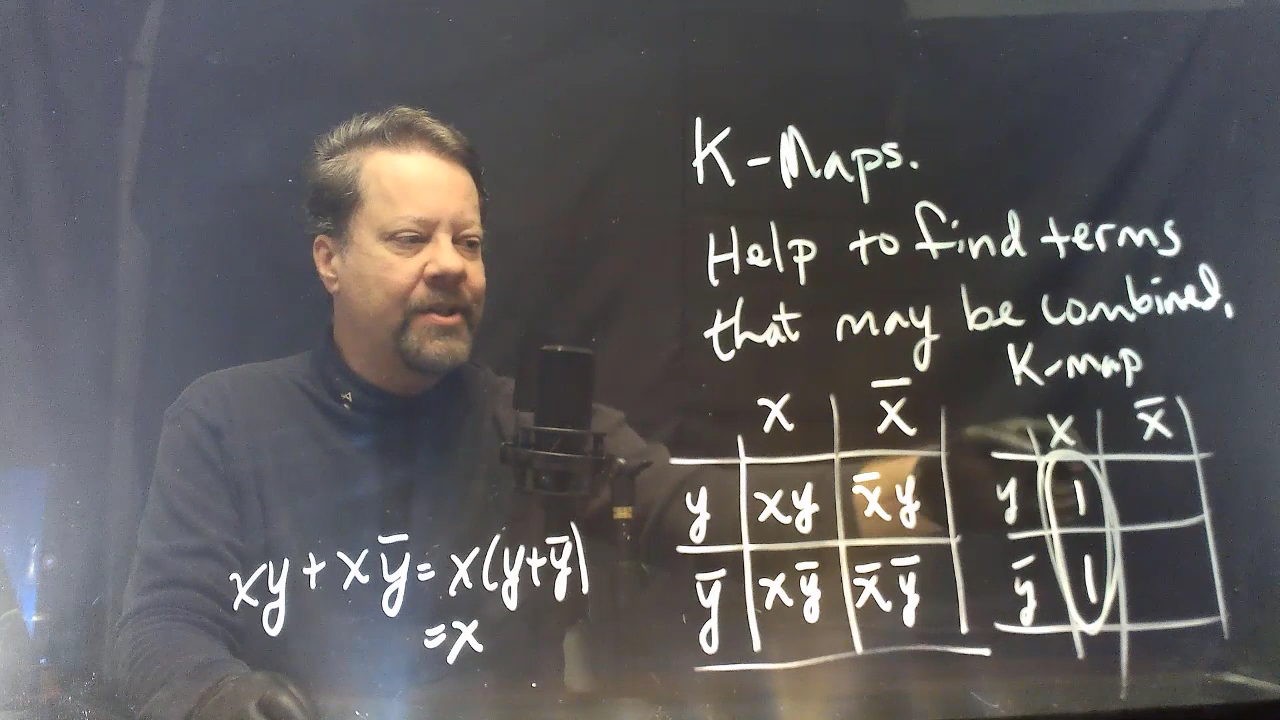 K-Maps.
Help to find terms
that may be combined.
K-map
x x̄
y xy x̄y
ȳ xȳ x̄ȳ
x x̄
y 1
ȳ 1
xy + xȳ = x(y+ȳ)
= x